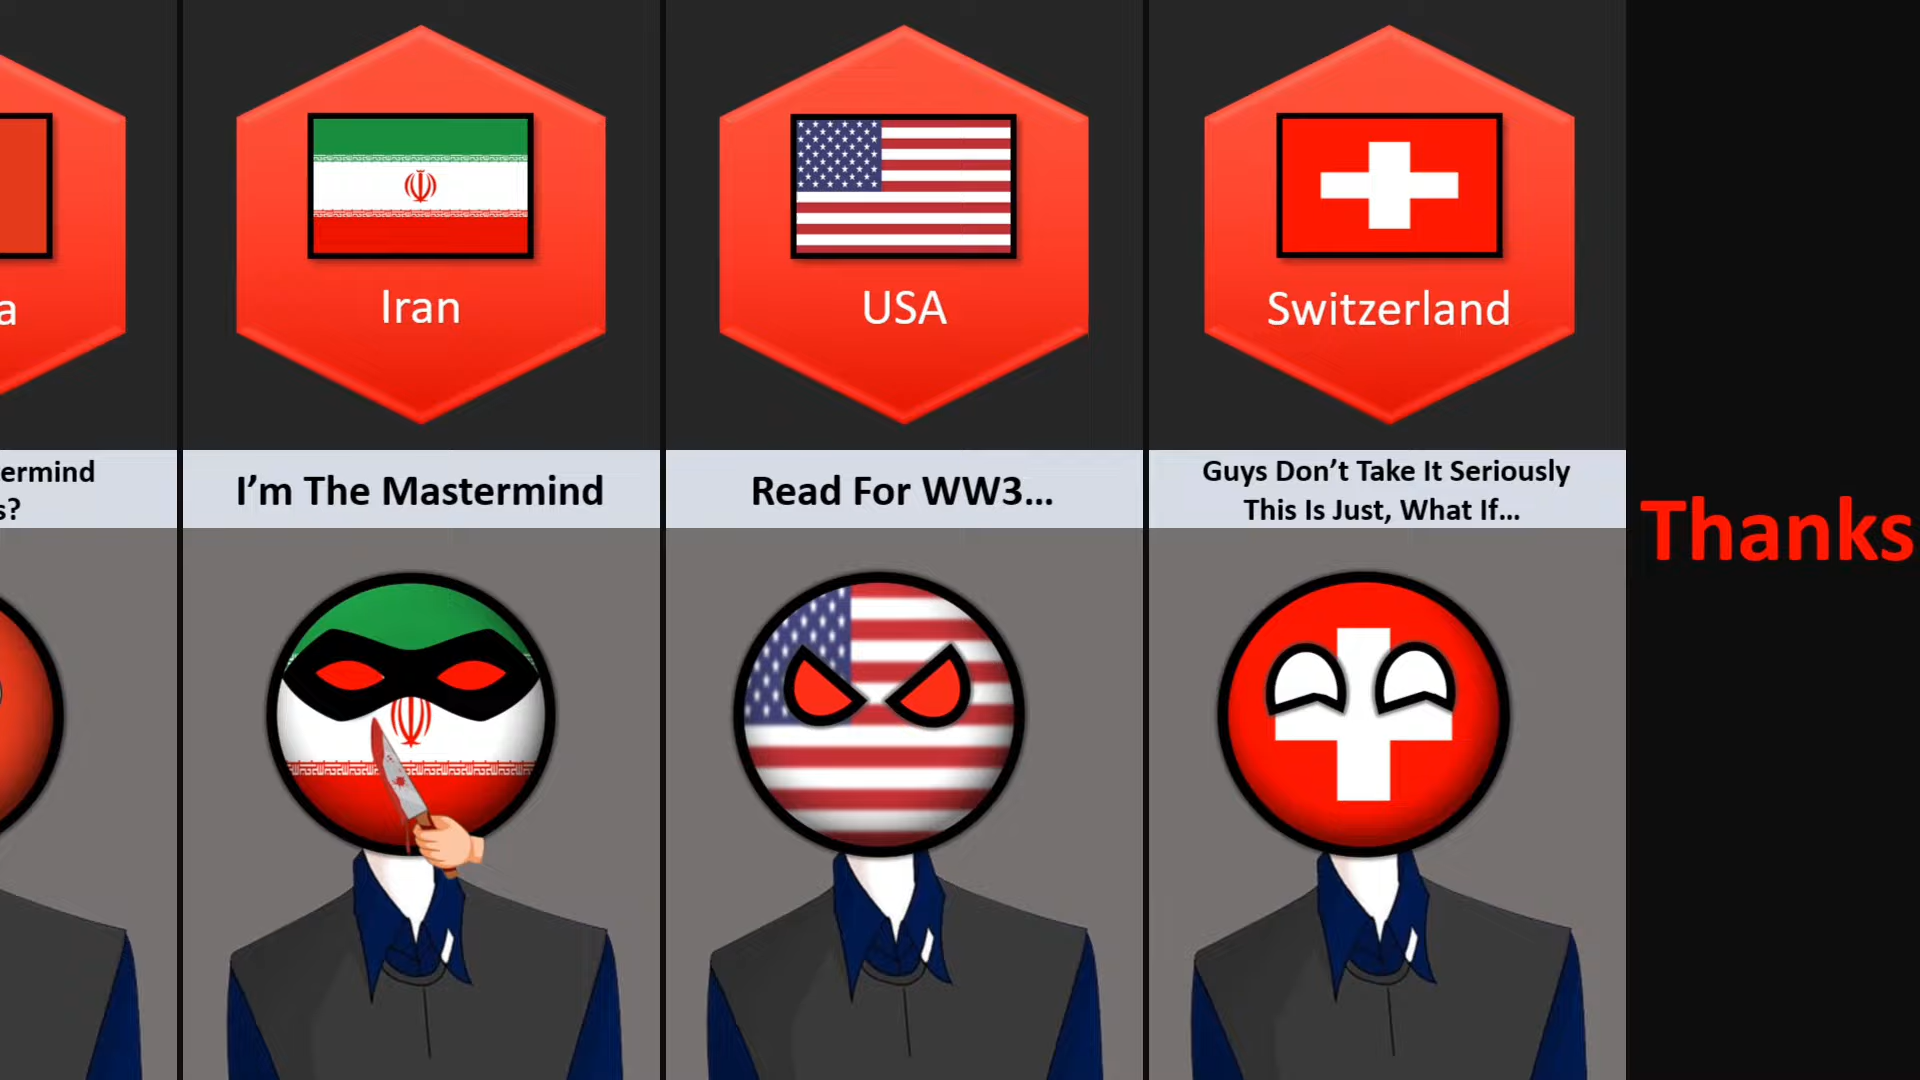 a
Iran
USA
Switzerland
ermind
s?
I'm The Mastermind
Read For WW3...
Guys Don't Take It Seriously
This Is Just, What If...
Thanks